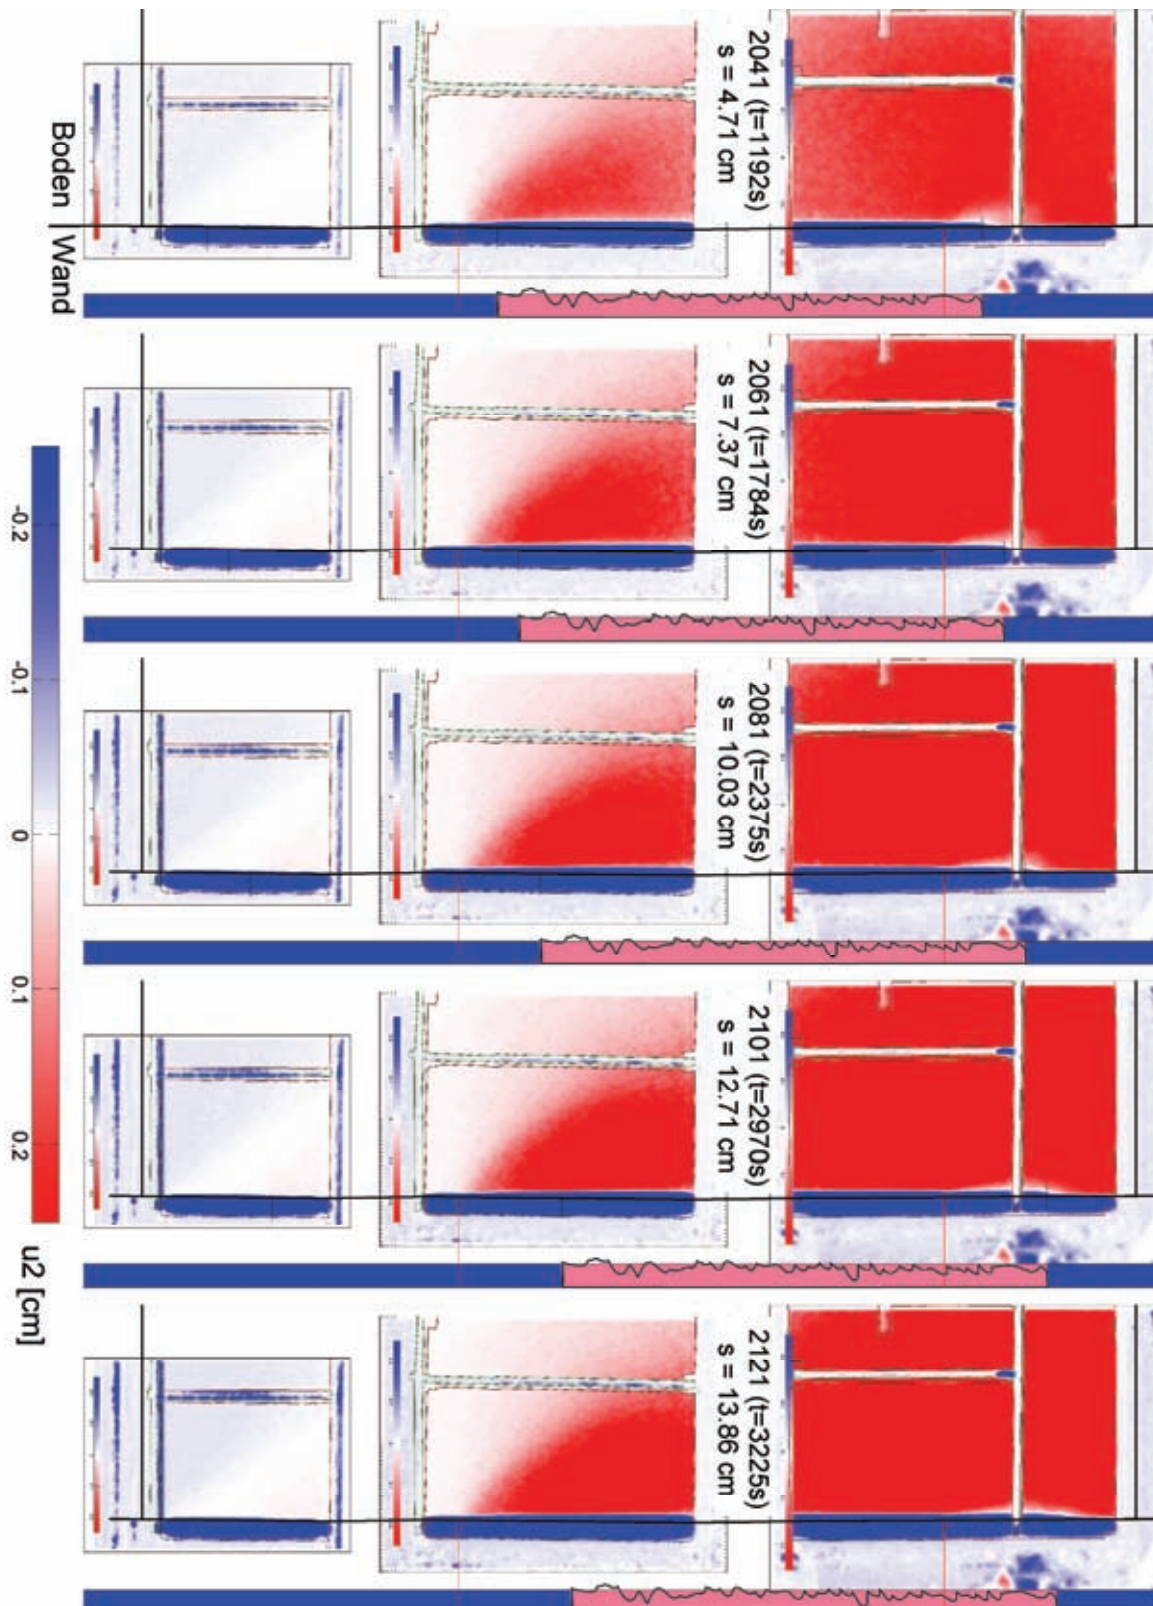 2041 (t=1192s)
s = 4.71 cm
Boden
Wand
2061 (t=1784s)
s = 7.37 cm
2081 (t=2375s)
s = 10.03 cm
2101 (t=2970s)
s = 12.71 cm
2121 (t=3225s)
s = 13.86 cm
-0.2
-0.1
0
0.1
0.2
u2 [cm]